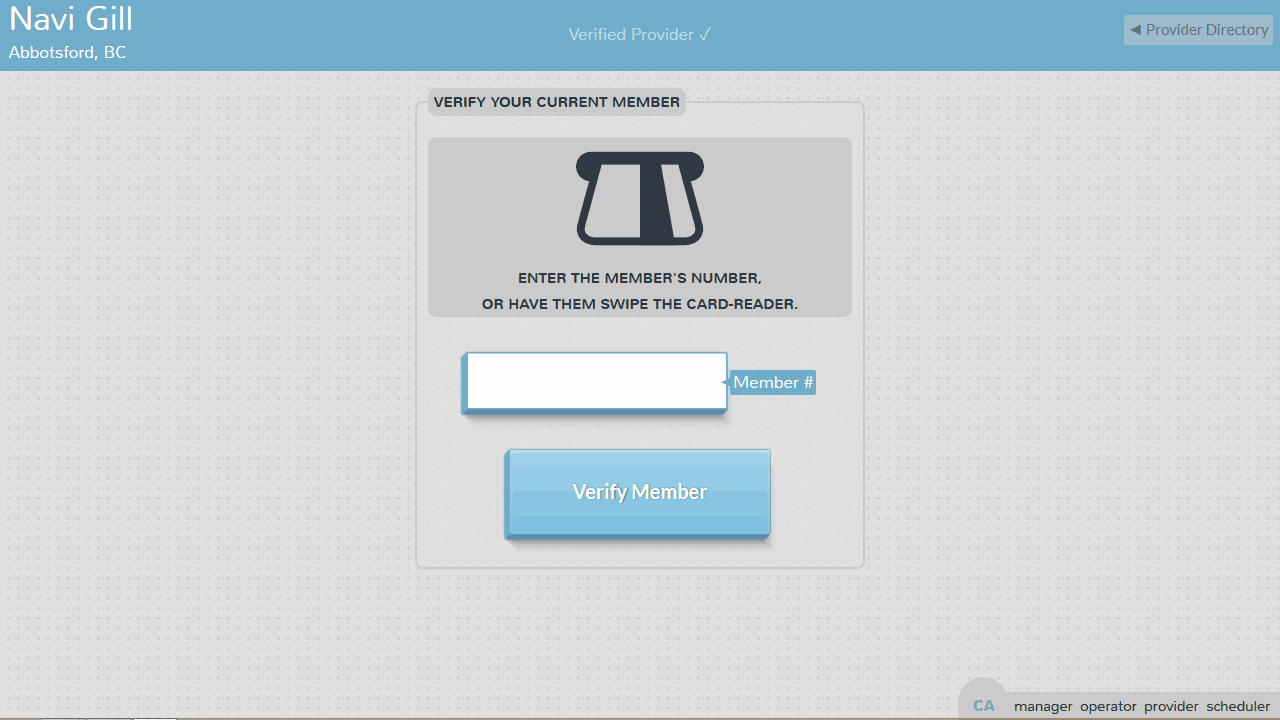 Navi Gill
Abbotsford, BC
Verified Provider ✓
◀ Provider Directory
VERIFY YOUR CURRENT MEMBER
ENTER THE MEMBER'S NUMBER,
OR HAVE THEM SWIPE THE CARD-READER.
Member #
Verify Member
CA manager operator provider scheduler